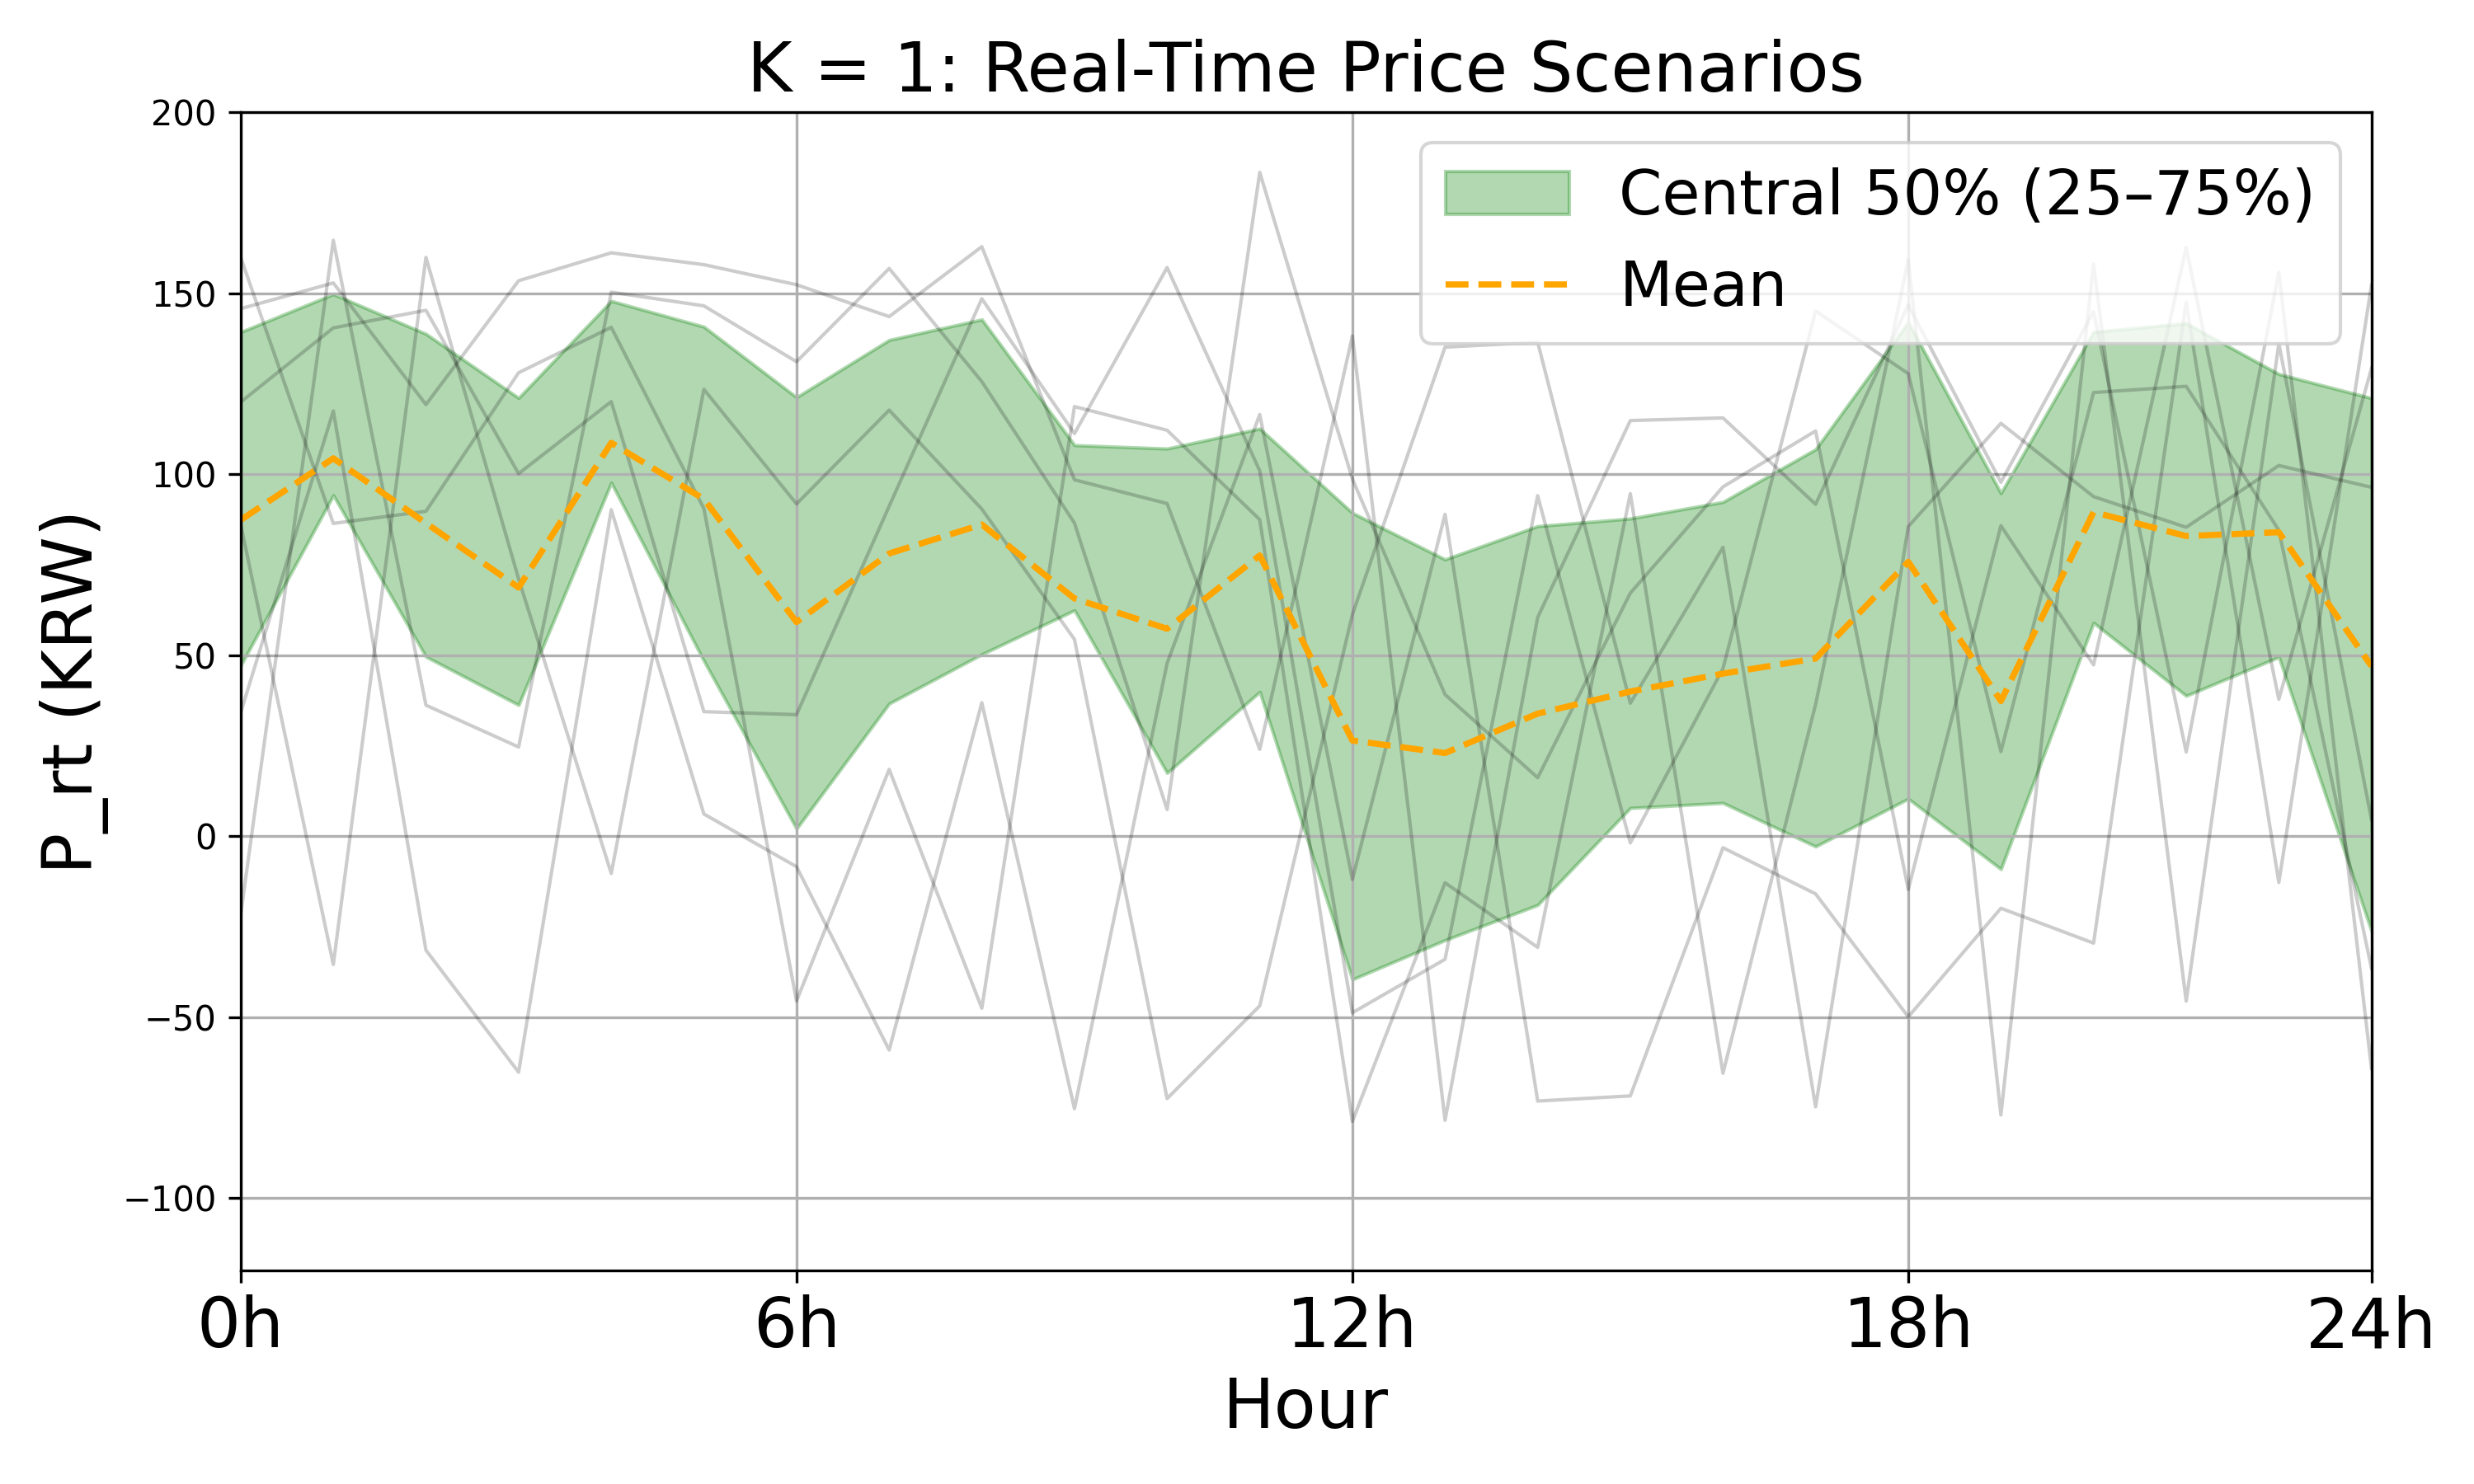 K = 1: Real-Time Price Scenarios
200
150
100
50
0
−50
−100
P_rt (KRW)
Central 50% (25–75%)
Mean
0h
6h
12h
18h
24h
Hour